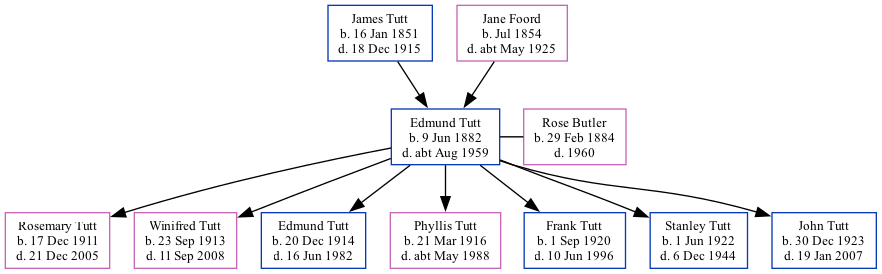 James Tutt
b. 16 Jan 1851
d. 18 Dec 1915
Jane Foord
b. Jul 1854
d. abt May 1925
Edmund Tutt
b. 9 Jun 1882
d. abt Aug 1959
Rose Butler
b. 29 Feb 1884
d. 1960
Rosemary Tutt
b. 17 Dec 1911
d. 21 Dec 2005
Winifred Tutt
b. 23 Sep 1913
d. 11 Sep 2008
Edmund Tutt
b. 20 Dec 1914
d. 16 Jun 1982
Phyllis Tutt
b. 21 Mar 1916
d. abt May 1988
Frank Tutt
b. 1 Sep 1920
d. 10 Jun 1996
Stanley Tutt
b. 1 Jun 1922
d. 6 Dec 1944
John Tutt
b. 30 Dec 1923
d. 19 Jan 2007